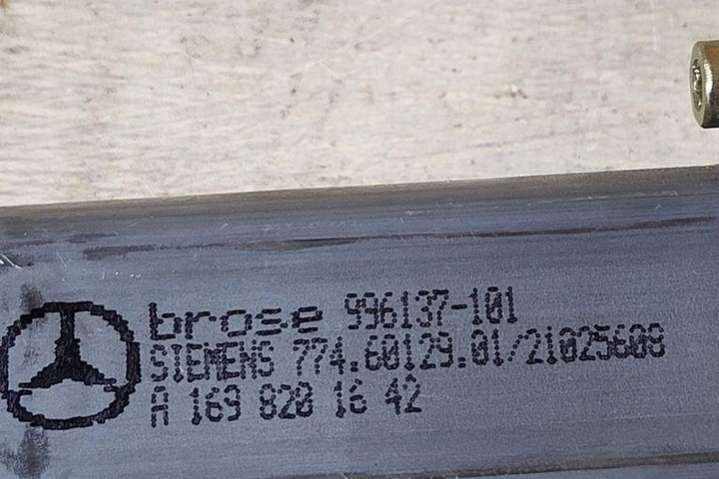 brose 996137-101
SIEMENS 774.60129.01/21025608
A 169 820 16 42